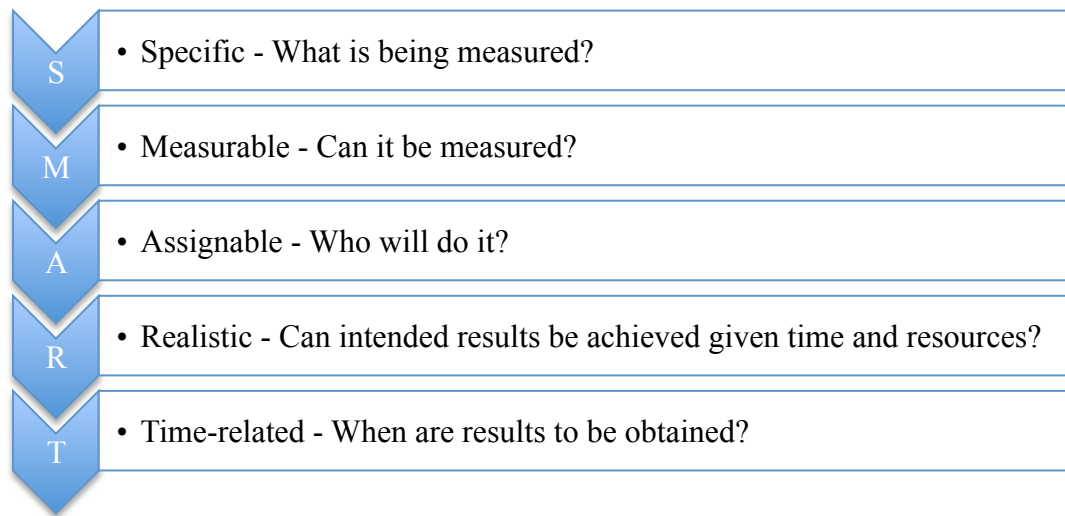 S
• Specific - What is being measured?
M
• Measurable - Can it be measured?
A
• Assignable - Who will do it?
R
• Realistic - Can intended results be achieved given time and resources?
T
• Time-related - When are results to be obtained?